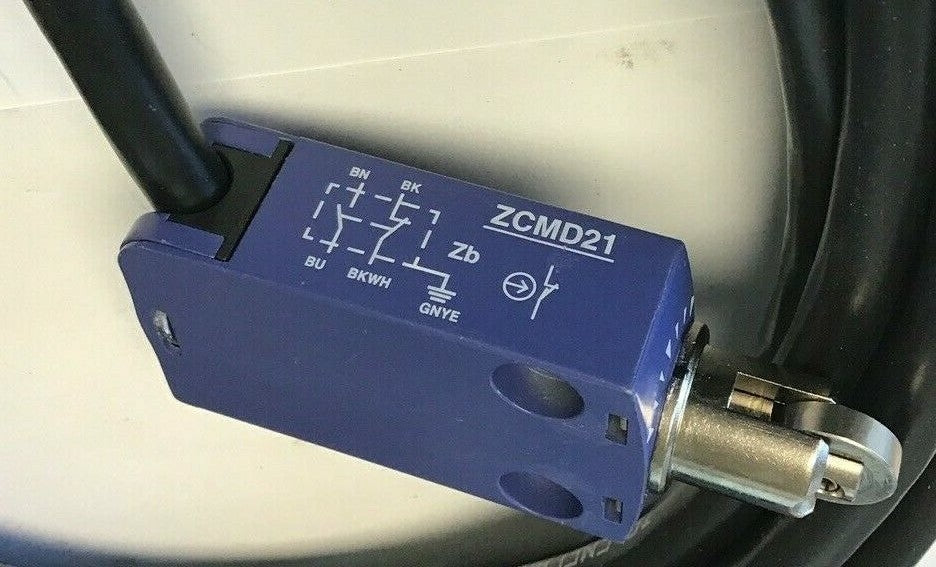 BN BK
ZCMD21
Zb
BU BKWH
GNYE